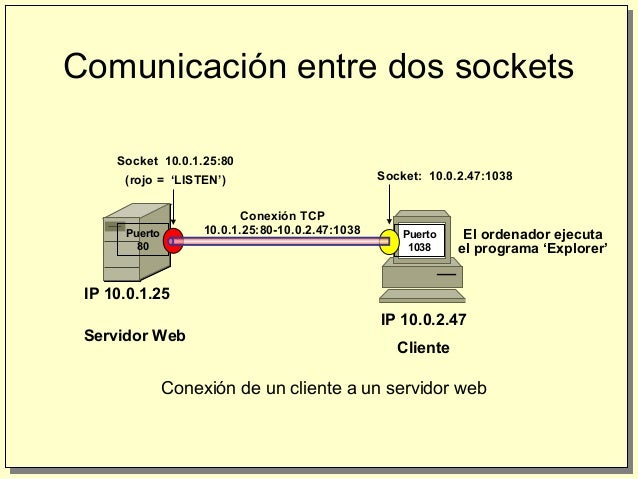 Comunicación entre dos sockets
Socket 10.0.1.25:80
(rojo = ‘LISTEN’)
Socket: 10.0.2.47:1038
Conexión TCP
10.0.1.25:80-10.0.2.47:1038
Puerto
80
Puerto
1038
El ordenador ejecuta
el programa ‘Explorer’
IP 10.0.1.25
Servidor Web
IP 10.0.2.47
Cliente
Conexión de un cliente a un servidor web